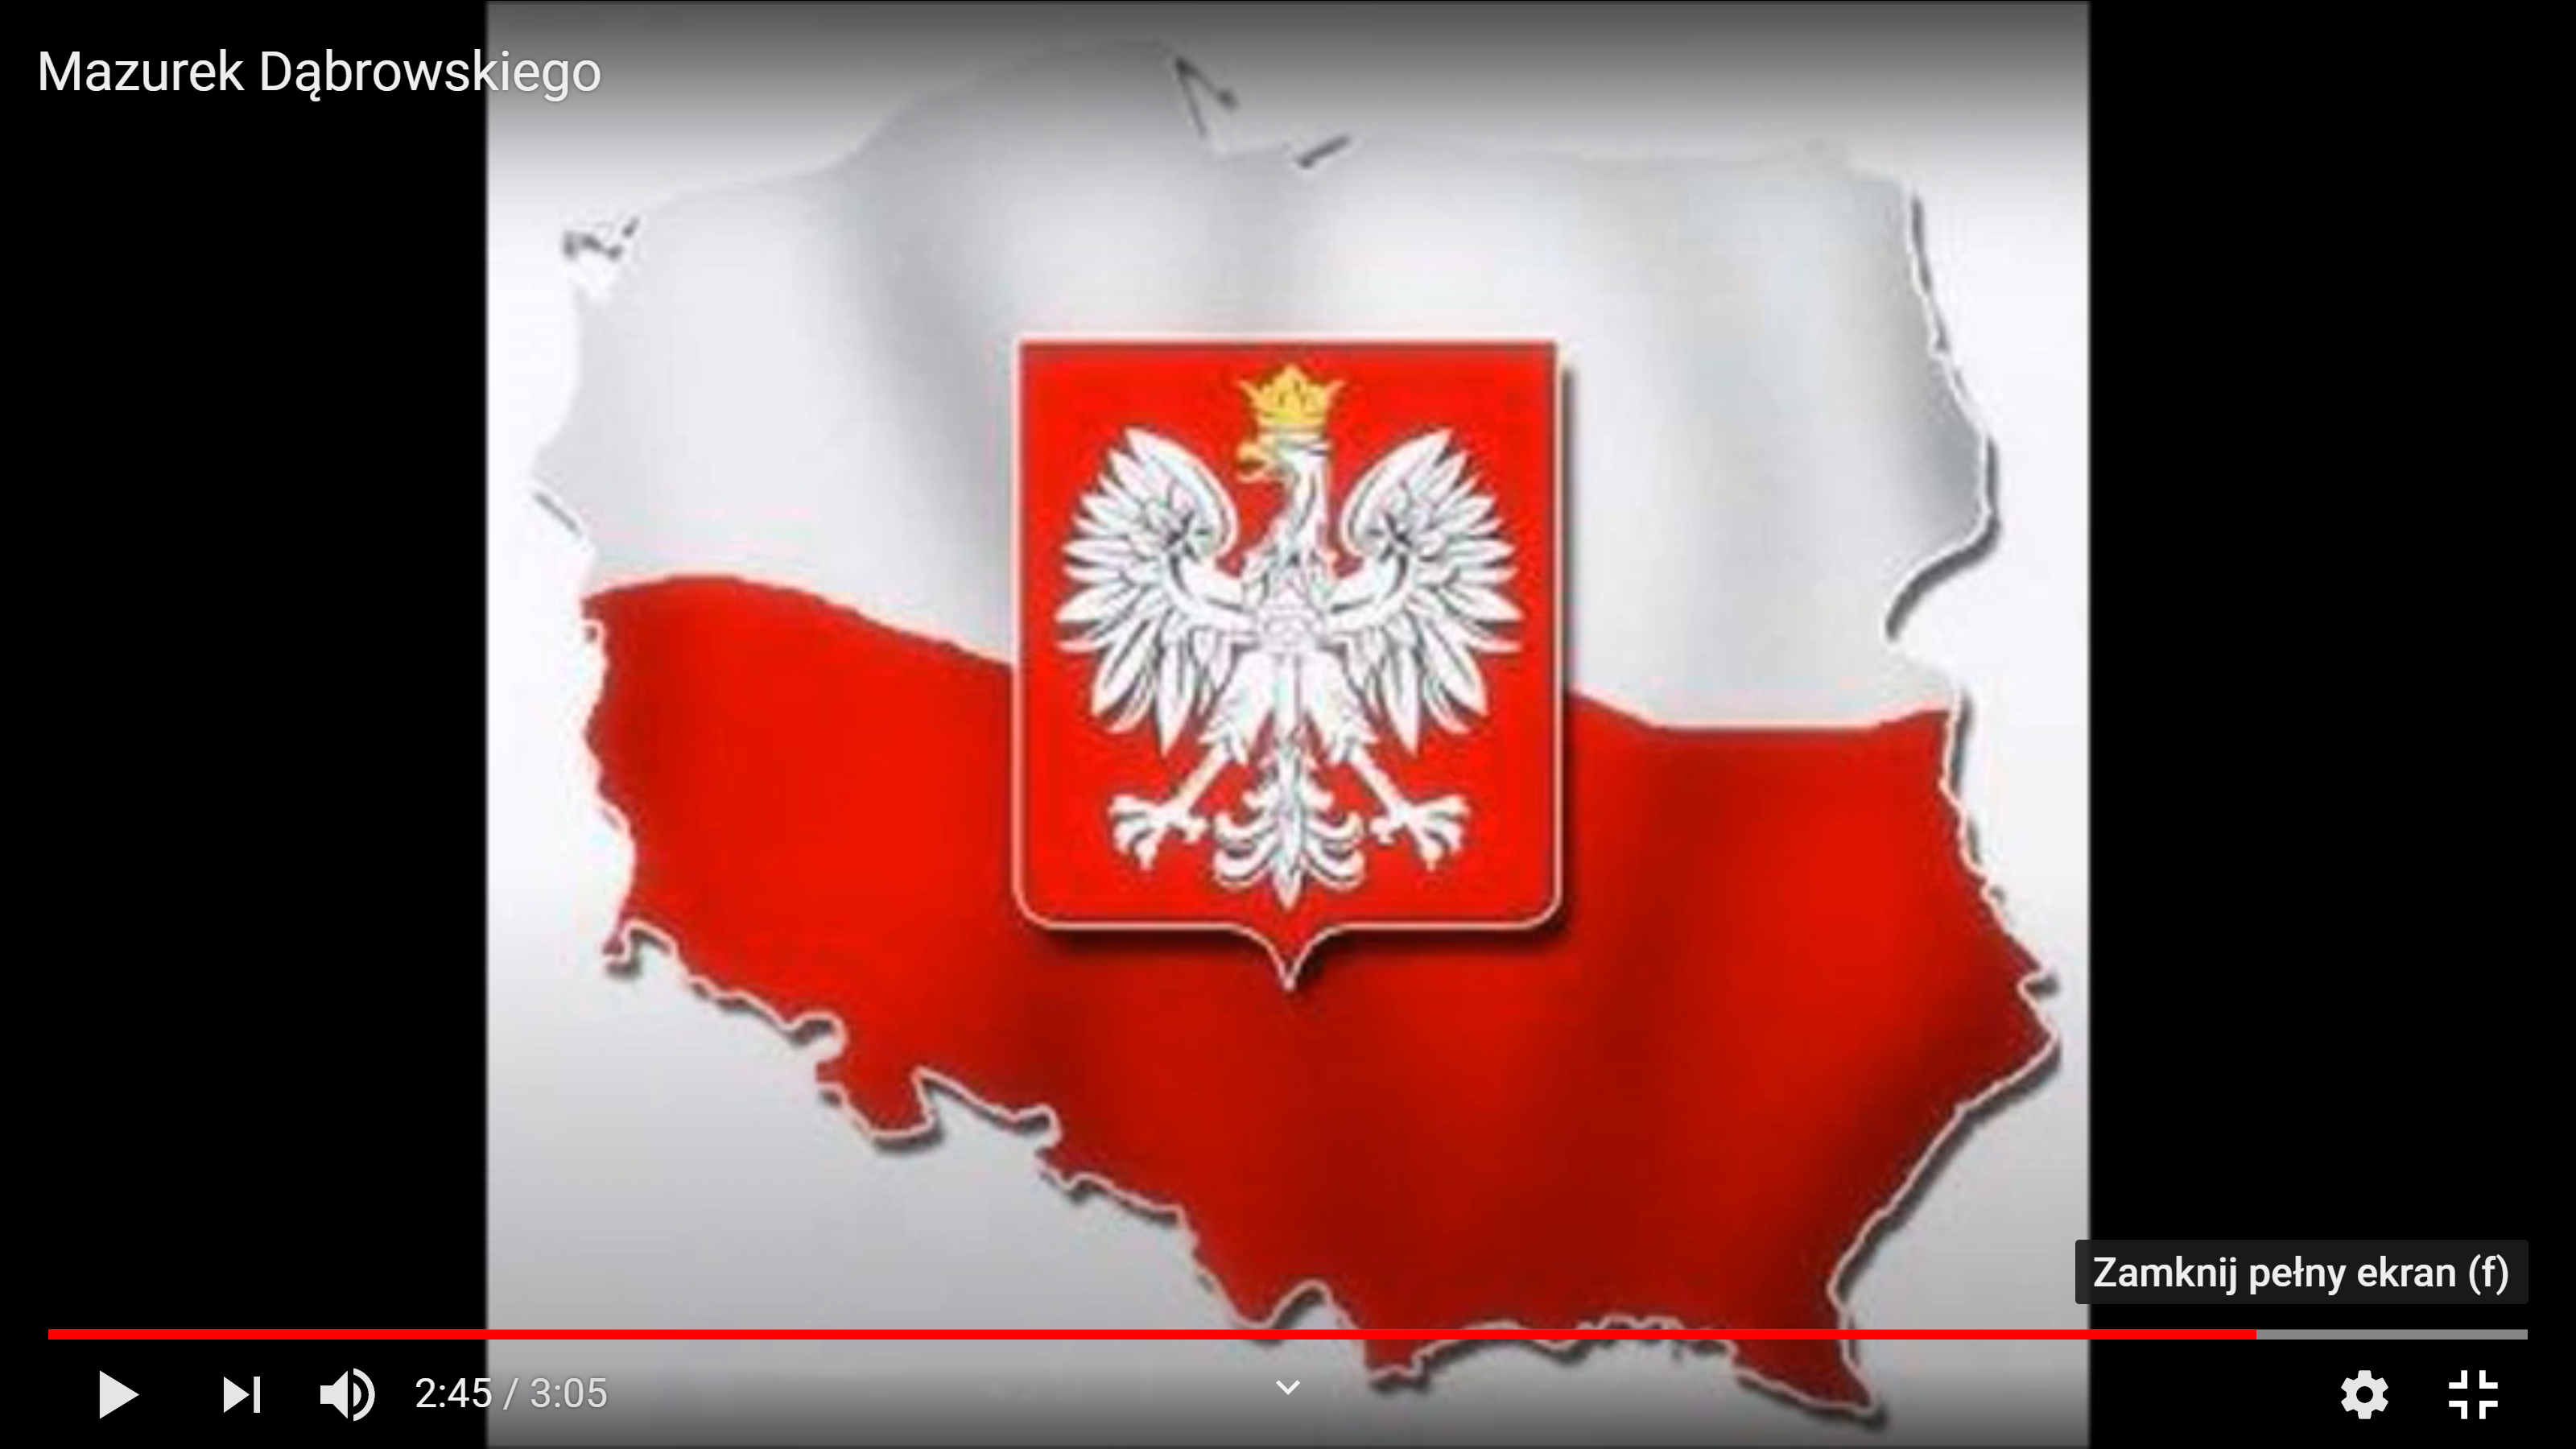 Mazurek Dąbrowskiego
Zamknij pełny ekran (f)
2:45 / 3:05